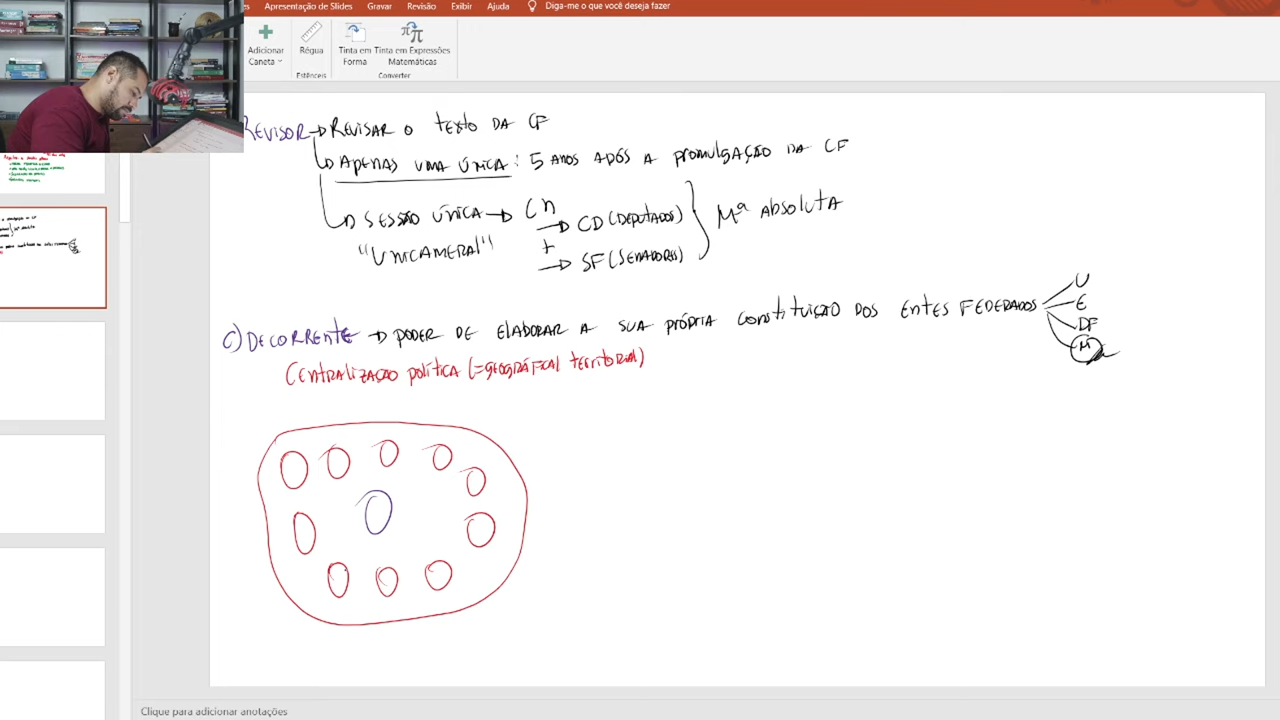 Apresentação de Slides Gravar Revisão Exibir Ajuda Diga-me o que você deseja fazer
Adicionar Caneta
Régua
Tinta em Forma
Tinta em Expressões Matemáticas
Estênceis
Converter
REVISOR → REVISAR O TEXTO DA CF
→ APENAS UMA ÚNICA: 5 ANOS APÓS A PROMULGAÇÃO DA CF
→ SESSÃO ÚNICA → CN → CD (DEPUTADOS) Mª ABSOLUTA
"UNICAMERAL" + → SF (SENADORES)
C) DECORRENTE → PODER DE ELABORAR A SUA PRÓPRIA CONSTITUIÇÃO DOS ENTES FEDERADOS
U
E
DF
M
CENTRALIZAÇÃO POLÍTICA (=GEOGRÁFICA/ TERRITORIAL)
Clique para adicionar anotações